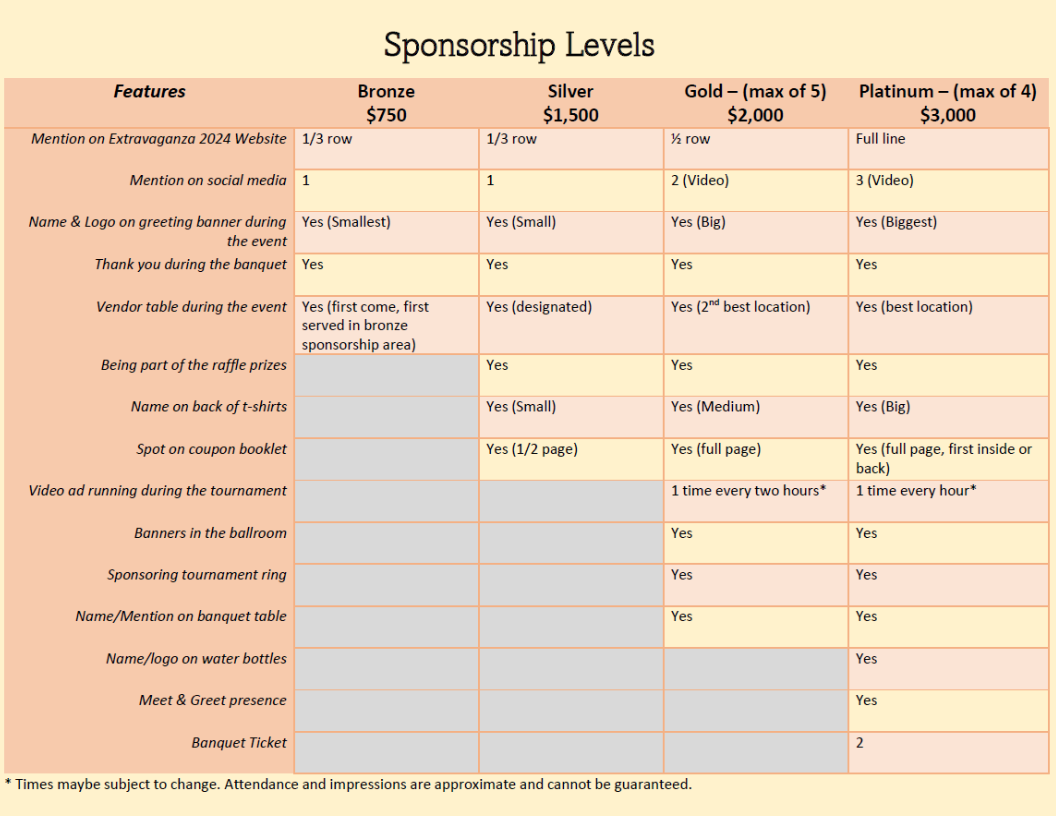 Sponsorship Levels
Features Bronze Silver Gold – (max of 5) Platinum – (max of 4)
$750 $1,500 $2,000 $3,000
Mention on Extravaganza 2024 Website 1/3 row 1/3 row ½ row Full line
Mention on social media 1 1 2 (Video) 3 (Video)
Name & Logo on greeting banner during Yes (Smallest) Yes (Small) Yes (Big) Yes (Biggest)
the event
Thank you during the banquet Yes Yes Yes Yes
Vendor table during the event Yes (first come, first Yes (designated) Yes (2nd best location) Yes (best location)
served in bronze
sponsorship area)
Being part of the raffle prizes Yes Yes Yes
Name on back of t-shirts Yes (Small) Yes (Medium) Yes (Big)
Spot on coupon booklet Yes (1/2 page) Yes (full page) Yes (full page, first inside or
back)
Video ad running during the tournament 1 time every two hours* 1 time every hour*
Banners in the ballroom Yes Yes
Sponsoring tournament ring Yes Yes
Name/Mention on banquet table Yes Yes
Name/logo on water bottles Yes
Meet & Greet presence Yes
Banquet Ticket 2
* Times maybe subject to change. Attendance and impressions are approximate and cannot be guaranteed.